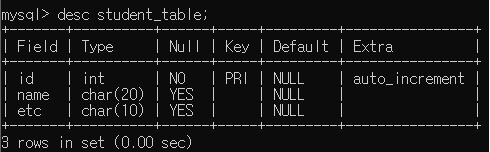 mysql> desc student_table;
+-------+----------+------+-----+---------+----------------+
| Field | Type     | Null | Key | Default | Extra          |
+-------+----------+------+-----+---------+----------------+
| id    | int      | NO   | PRI | NULL    | auto_increment |
| name  | char(20) | YES  |     | NULL    |                |
| etc   | char(10) | YES  |     | NULL    |                |
+-------+----------+------+-----+---------+----------------+
3 rows in set (0.00 sec)